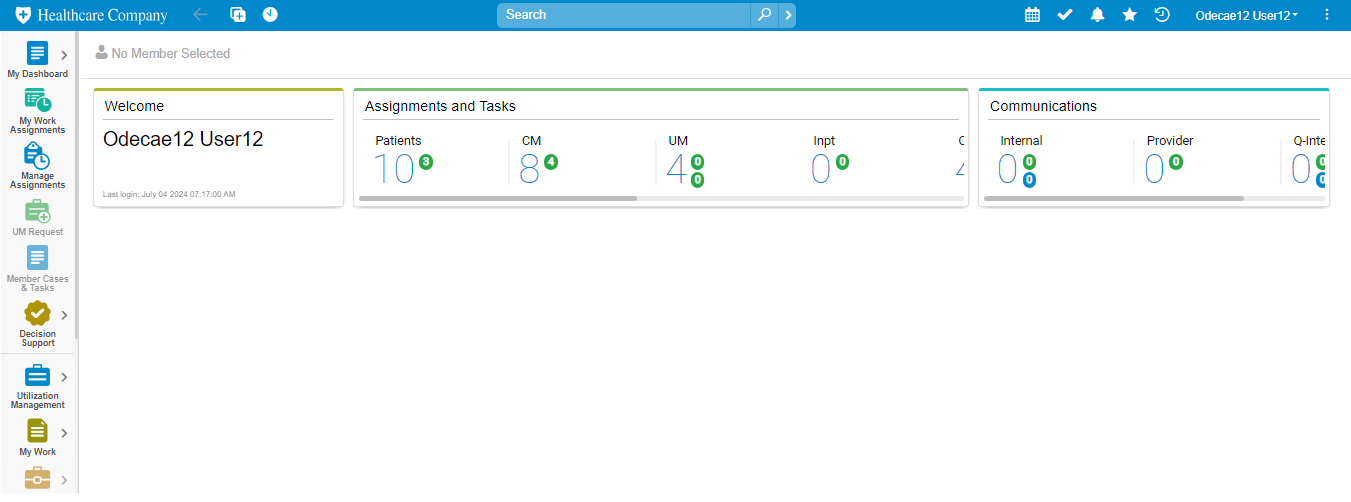 Healthcare Company
Search
Odecae12 User12
No Member Selected
My Dashboard
My Work
Assignments
Manage
Assignments
UM Request
Member Cases
& Tasks
Decision
Support
Utilization
Management
My Work
Welcome
Odecae12 User12
Last login: July 04 2024 07:17:00 AM
Assignments and Tasks
Patients
10 3
CM
8 4
UM
4 0
0
Inpt
0 0
Communications
Internal
0 0
0
Provider
0 0
Q-Inte
0 0
0